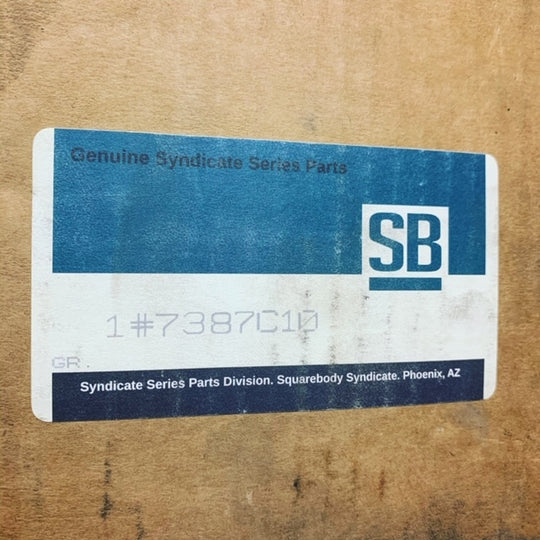 Genuine Syndicate Series Parts
SB
1#7387C10
GR.
Syndicate Series Parts Division. Squarebody Syndicate. Phoenix, AZ